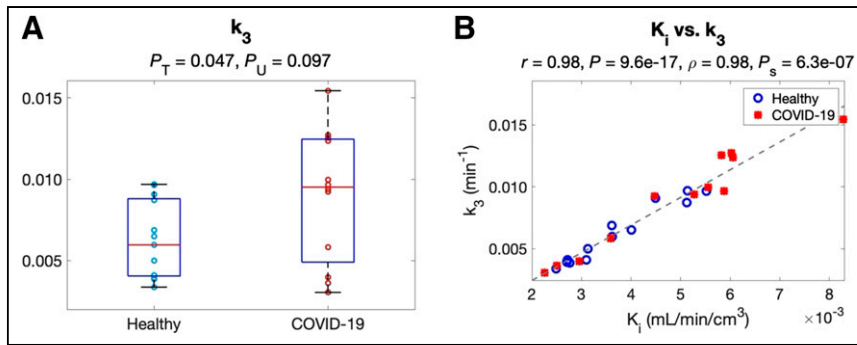 A
k3
PT = 0.047, PU = 0.097
0.015
0.010
0.005
Healthy
COVID-19
B
Ki vs. k3
r = 0.98, P = 9.6e-17, ρ = 0.98, Ps = 6.3e-07
Healthy
COVID-19
k3 (min-1)
0.015
0.010
0.005
2 3 4 5 6 7 8
Ki (mL/min/cm3)
×10-3